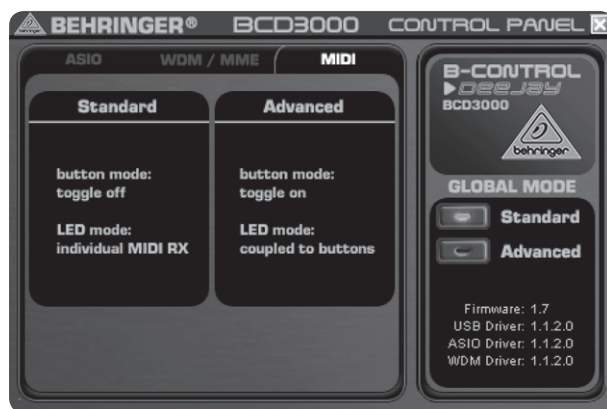 BEHRINGER® BCD3000 CONTROL PANEL X
ASIO WDM / MME MIDI
Standard
button mode:
toggle off
LED mode:
individual MIDI RX
Advanced
button mode:
toggle on
LED mode:
coupled to buttons
B-CONTROL
DEEJAY
BCD3000
behringer
GLOBAL MODE
Standard
Advanced
Firmware: 1.7
USB Driver: 1.1.2.0
ASIO Driver: 1.1.2.0
WDM Driver: 1.1.2.0